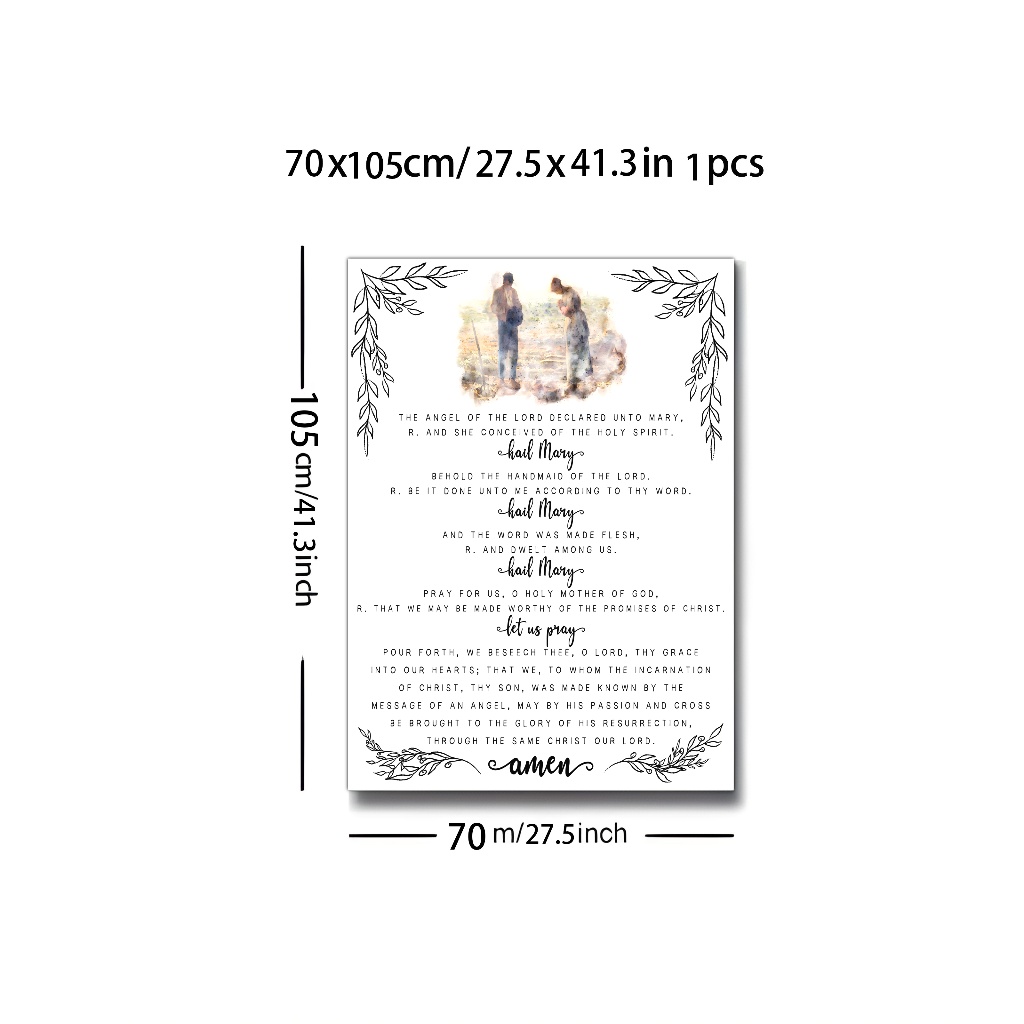 70x105cm/27.5x41.3in 1pcs
105cm/41.3inch
THE ANGEL OF THE LORD DECLARED UNTO MARY,
R. AND SHE CONCEIVED OF THE HOLY SPIRIT.
hail Mary
BEHOLD THE HANDMAID OF THE LORD.
R. BE IT DONE UNTO ME ACCORDING TO THY WORD.
hail Mary
AND THE WORD WAS MADE FLESH,
R. AND DWELT AMONG US.
hail Mary
PRAY FOR US, O HOLY MOTHER OF GOD,
R. THAT WE MAY BE MADE WORTHY OF THE PROMISES OF CHRIST.
let us pray
POUR FORTH, WE BESEECH THEE, O LORD, THY GRACE
INTO OUR HEARTS; THAT WE, TO WHOM THE INCARNATION
OF CHRIST, THY SON, WAS MADE KNOWN BY THE
MESSAGE OF AN ANGEL, MAY BY HIS PASSION AND CROSS
BE BROUGHT TO THE GLORY OF HIS RESURRECTION,
THROUGH THE SAME CHRIST OUR LORD.
amen
70 m/27.5inch